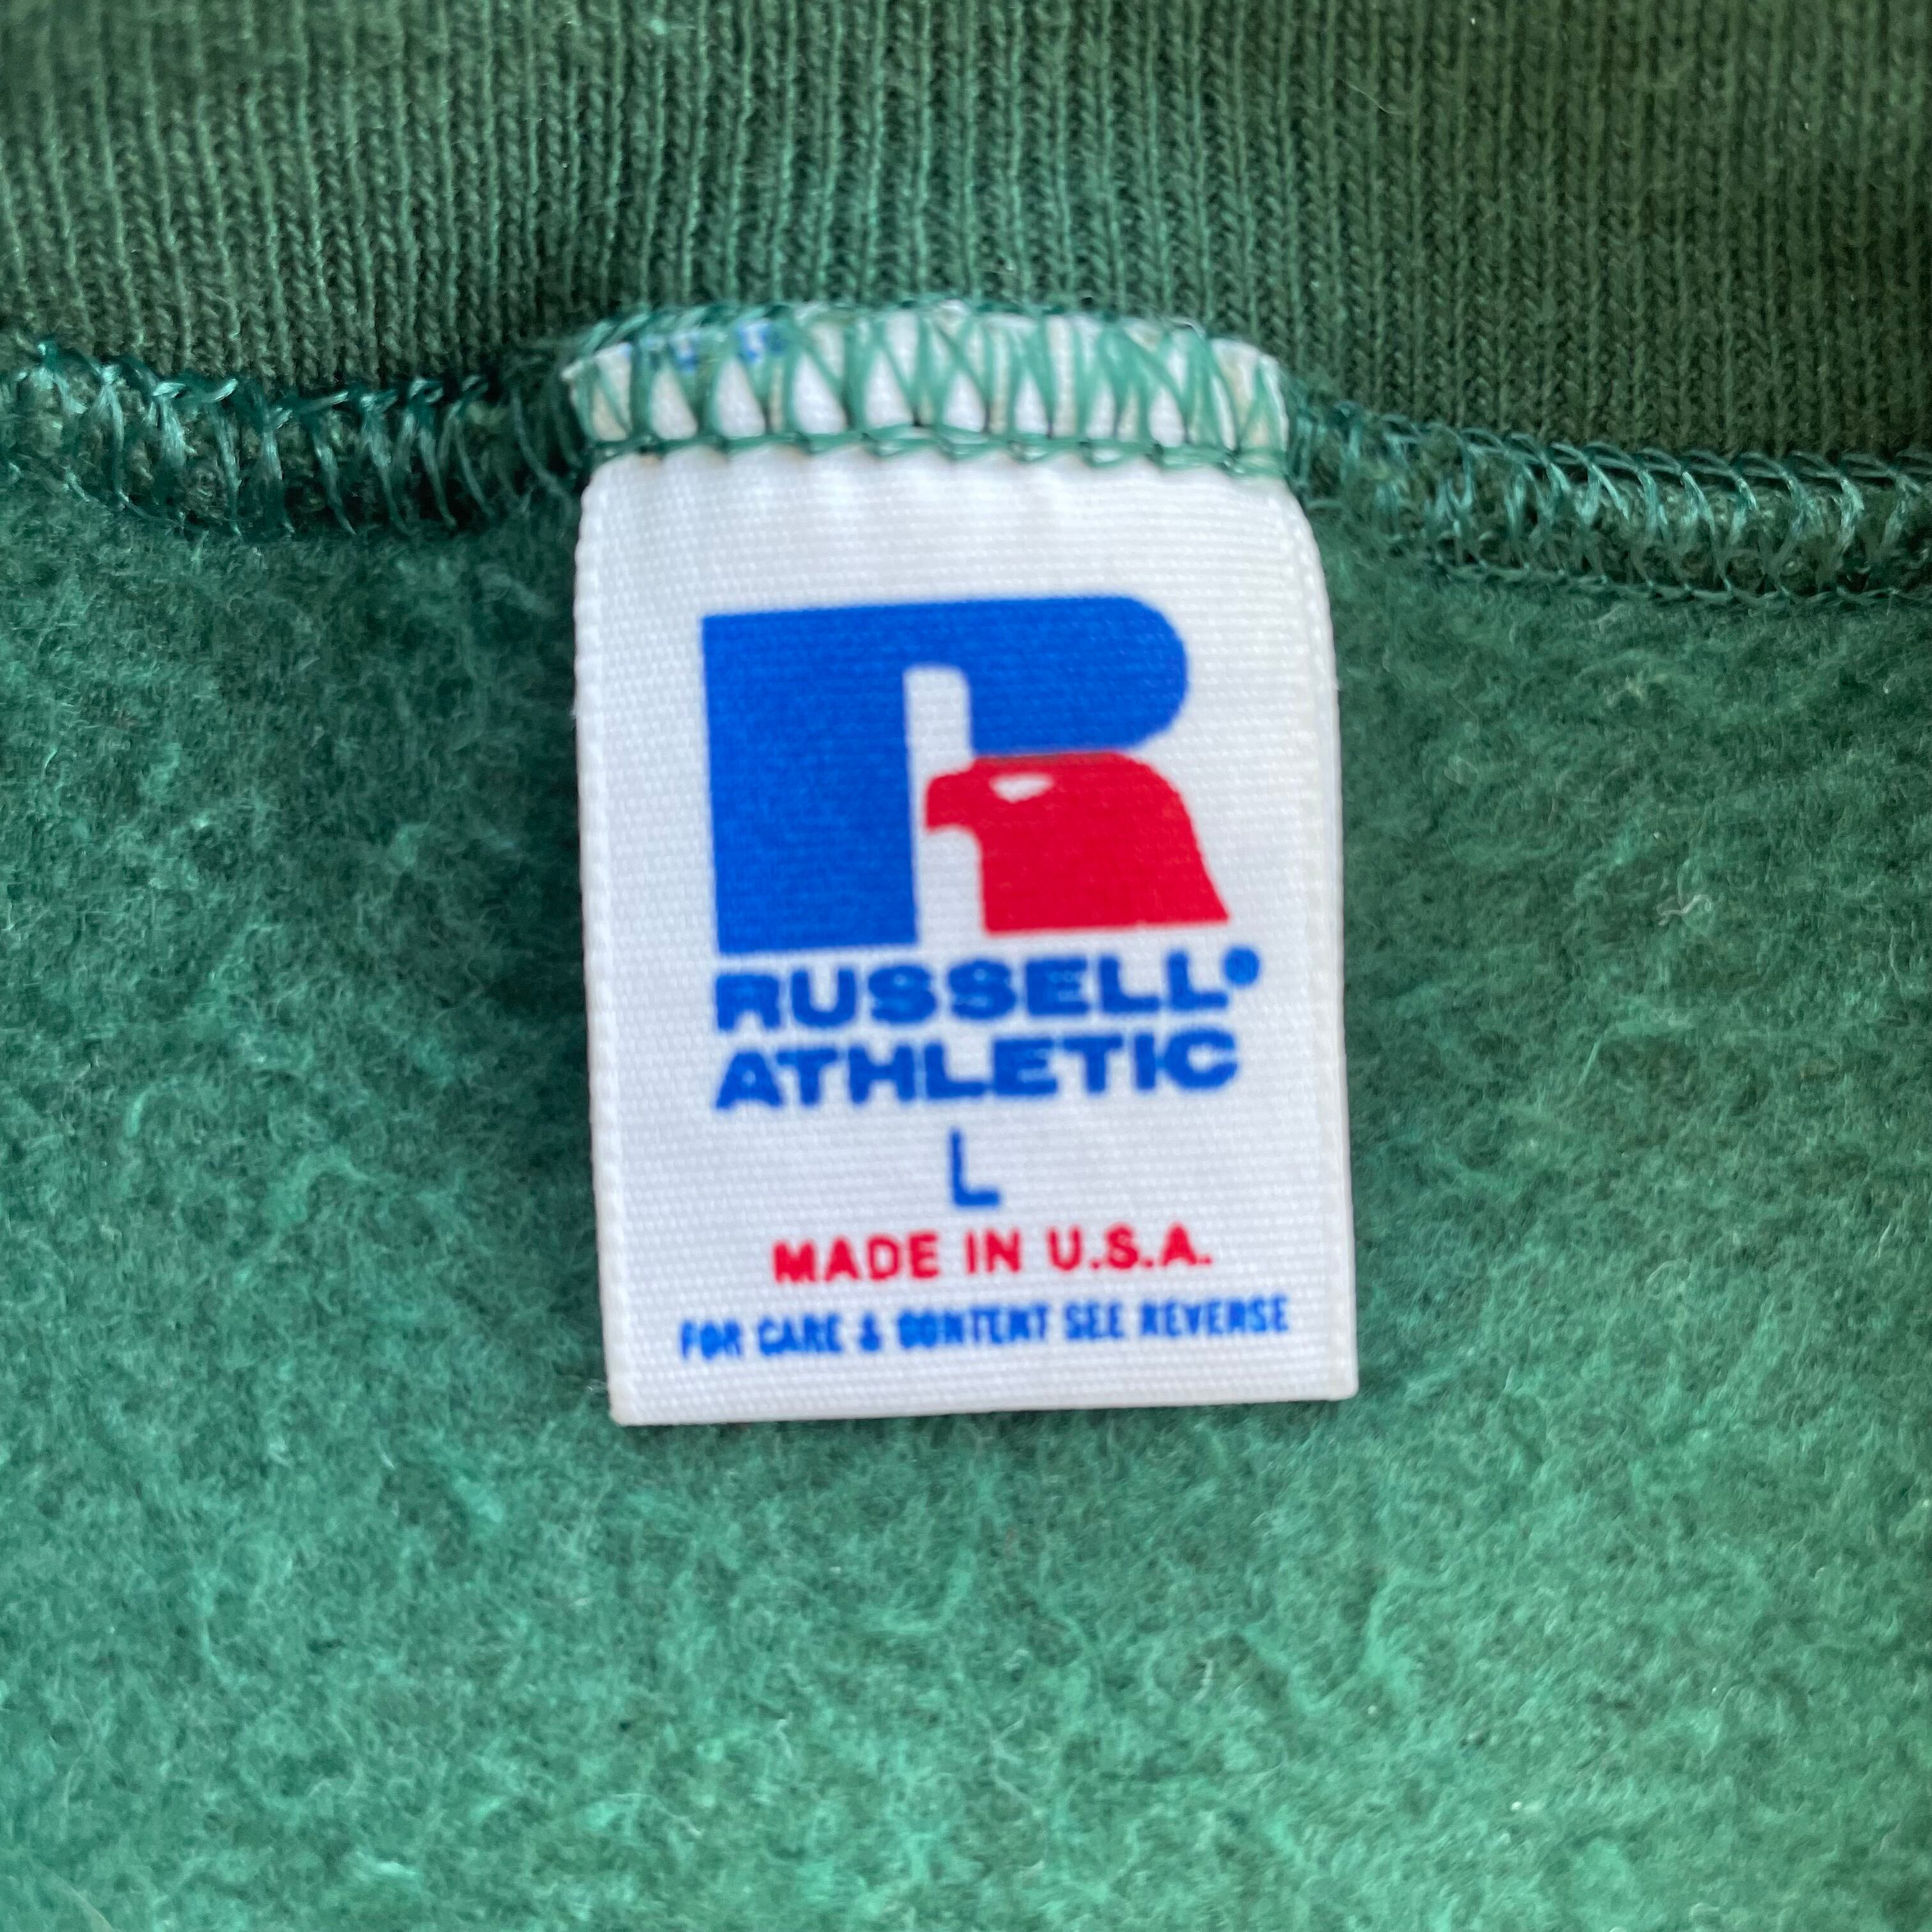 R
RUSSELL®
ATHLETIC
L
MADE IN U.S.A.
FOR CARE & CONTENT SEE REVERSE